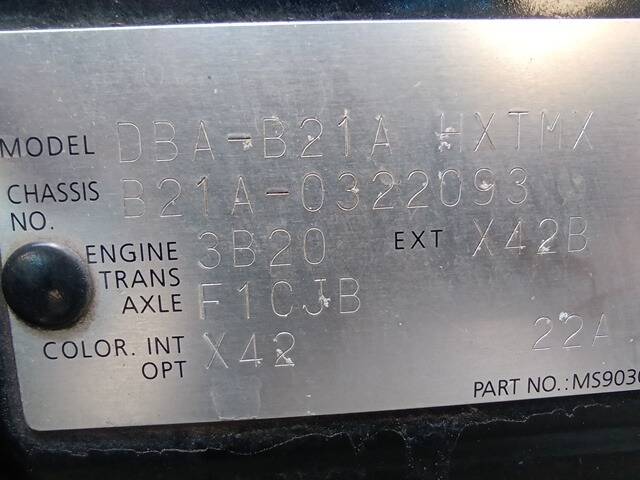 MODEL DBA-B21A HXTMX
CHASSIS NO. B21A-0322093
ENGINE 3B20 EXT X42B
TRANS AXLE F1CJB
COLOR. INT OPT X42 22A
PART NO.: MS9030